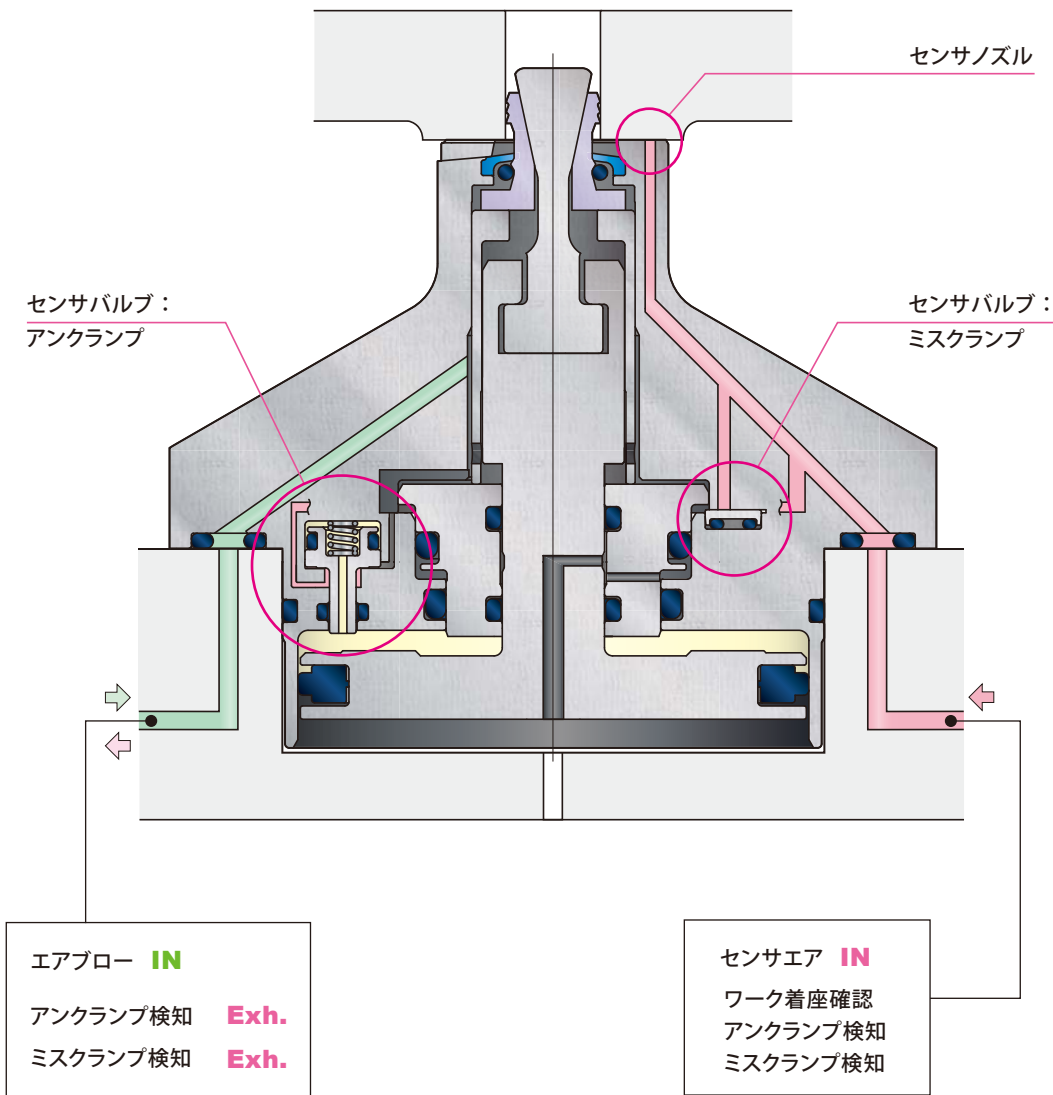 センサノズル
センサバルブ：
アンクランプ
センサバルブ：
ミスクランプ
エアブロー IN
アンクランプ検知 Exh.
ミスクランプ検知 Exh.
センサエア IN
ワーク着座確認
アンクランプ検知
ミスクランプ検知